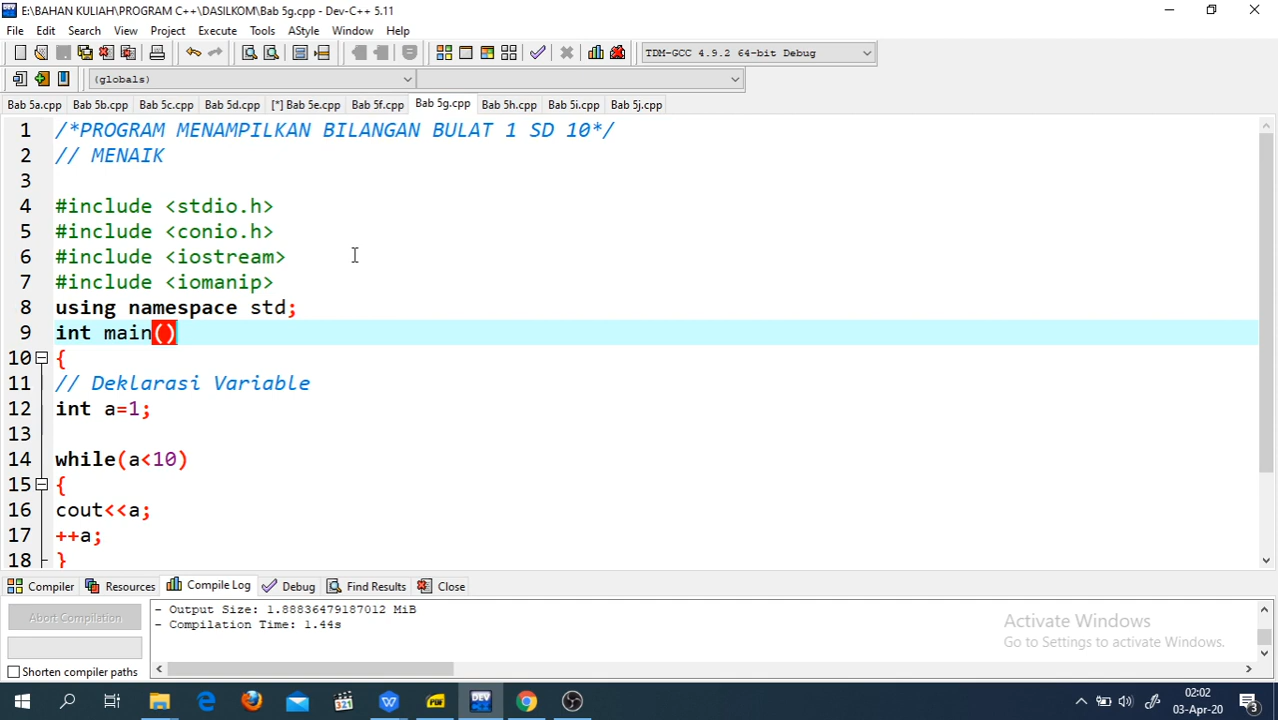 E:\BAHAN KULIAH\PROGRAM C++\DASILKOM\Bab 5g.cpp - Dev-C++ 5.11
File Edit Search View Project Execute Tools AStyle Window Help
TDM-GCC 4.9.2 64-bit Debug
(globals)
Bab 5a.cpp Bab 5b.cpp Bab 5c.cpp Bab 5d.cpp [*] Bab 5e.cpp Bab 5f.cpp Bab 5g.cpp Bab 5h.cpp Bab 5i.cpp Bab 5j.cpp
1 /*PROGRAM MENAMPILKAN BILANGAN BULAT 1 SD 10*/
2 // MENAIK
3
4 #include <stdio.h>
5 #include <conio.h>
6 #include <iostream>
7 #include <iomanip>
8 using namespace std;
9 int main()
10 {
11 // Deklarasi Variable
12 int a=1;
13
14 while(a<10)
15 {
16 cout<<a;
17 ++a;
18 }
Compiler Resources Compile Log Debug Find Results Close
Abort Compilation
- Output Size: 1.88836479187012 MiB
- Compilation Time: 1.44s
Shorten compiler paths
Activate Windows
Go to Settings to activate Windows.
02:02
03-Apr-20
3